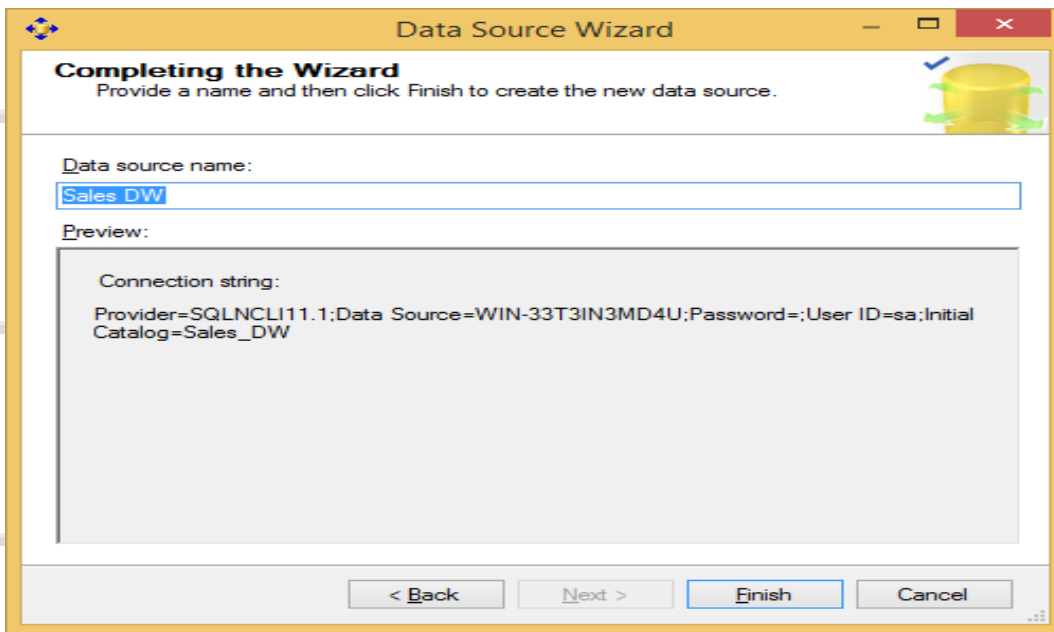 Data Source Wizard
Completing the Wizard
Provide a name and then click Finish to create the new data source.
Data source name:
Sales DW
Preview:
Connection string:
Provider=SQLNCLI11.1;Data Source=WIN-33T3IN3MD4U;Password=;User ID=sa;Initial
Catalog=Sales_DW
< Back Next > Finish Cancel